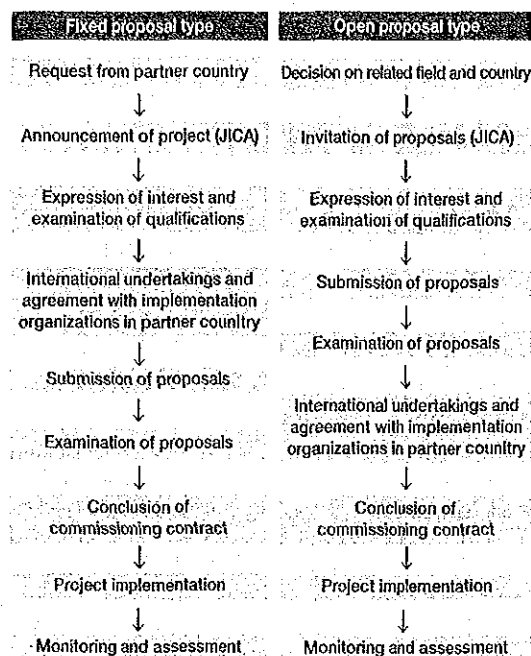 Fixed proposal type
Request from partner country
Announcement of project (JICA)
Expression of interest and
examination of qualifications
International undertakings and
agreement with implementation
organizations in partner counltry
Submission of proposals
Examination of proposals
Conclusion of
commissioning contract
Project implementation
Monitoring and assessment
Open proposal type
Decision on related field and country
Invitation of proposals (JICA)
Expression of interest and
examination of qualifications
Submission of proposals
Examination of proposals
International undertakings and
agreement with implementation
organizations in partner counltry
Conclusion of
commissioning contract
Project implementation
Monitoring and assessment